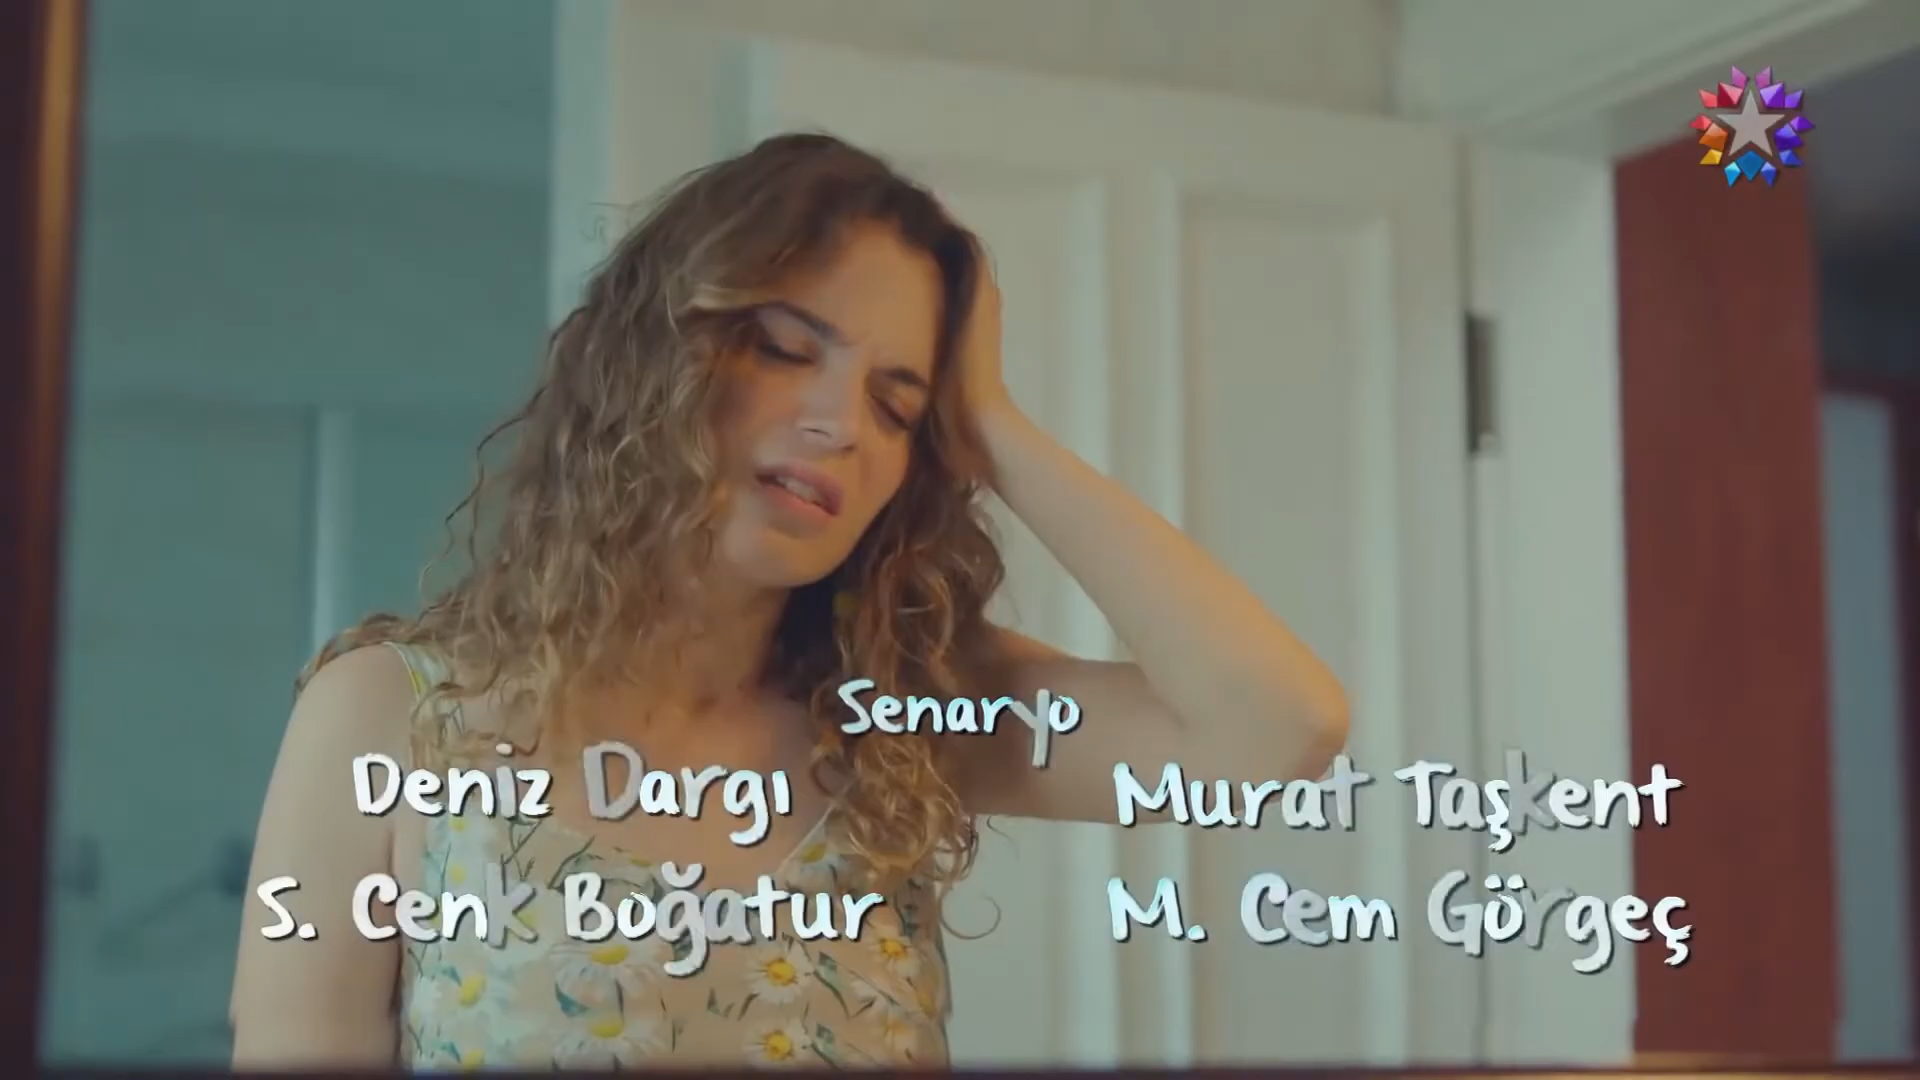 Senaryo
Deniz Dargı
Murat Taşkent
S. Cenk Boğatur
M. Cem Görgeç